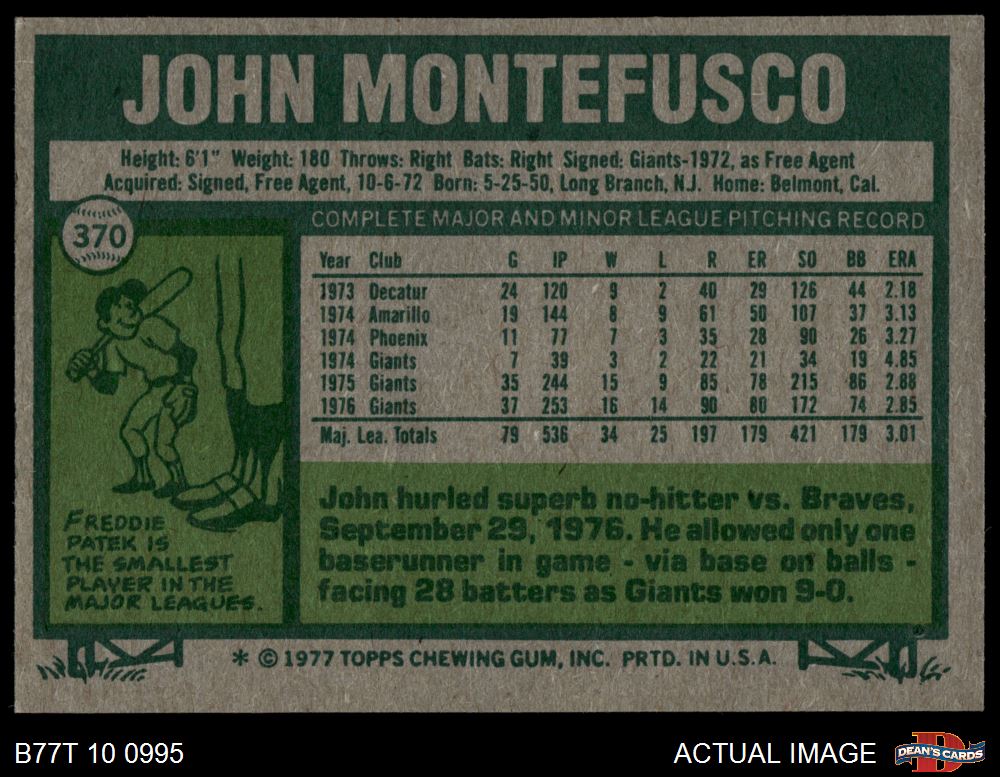 JOHN MONTEFUSCO
Height: 6'1" Weight: 180 Throws: Right Bats: Right Signed: Giants-1972, as Free Agent
Acquired: Signed, Free Agent, 10-6-72 Born: 5-25-50, Long Branch, N.J. Home: Belmont, Cal.
370
COMPLETE MAJOR AND MINOR LEAGUE PITCHING RECORD
Year Club G IP W L R ER SO BB ERA
1973 Decatur 24 120 9 2 40 29 126 44 2.18
1974 Amarillo 19 144 8 9 61 50 107 37 3.13
1974 Phoenix 11 77 7 3 35 28 90 26 3.27
1974 Giants 7 39 3 2 22 21 34 19 4.85
1975 Giants 35 244 15 9 85 78 215 86 2.88
1976 Giants 37 253 16 14 90 80 172 74 2.85
Maj. Lea. Totals 79 536 34 25 197 179 421 179 3.01
FREDDIE
PATEK IS
THE SMALLEST
PLAYER IN THE
MAJOR LEAGUES.
John hurled superb no-hitter vs. Braves,
September 29, 1976. He allowed only one
baserunner in game - via base on balls -
facing 28 batters as Giants won 9-0.
* © 1977 TOPPS CHEWING GUM, INC. PRTD. IN U.S.A.
B77T 10 0995
ACTUAL IMAGE
D
DEAN'S CARDS